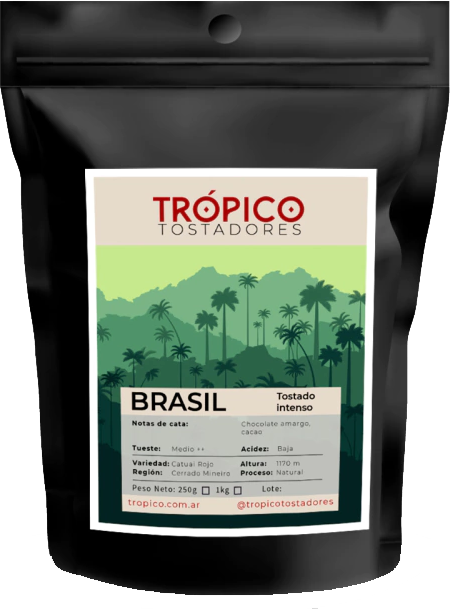 TRÓPICO
TOSTADORES
BRASIL
Tostado
intenso
Notas de cata: Chocolate amargo,
cacao
Tueste: Medio ++ Acidez: Baja
Variedad: Catuai Rojo Altura: 1170 m
Región: Cerrado Mineiro Proceso: Natural
Peso Neto: 250g 1kg Lote:
tropico.com.ar @tropicotostadores